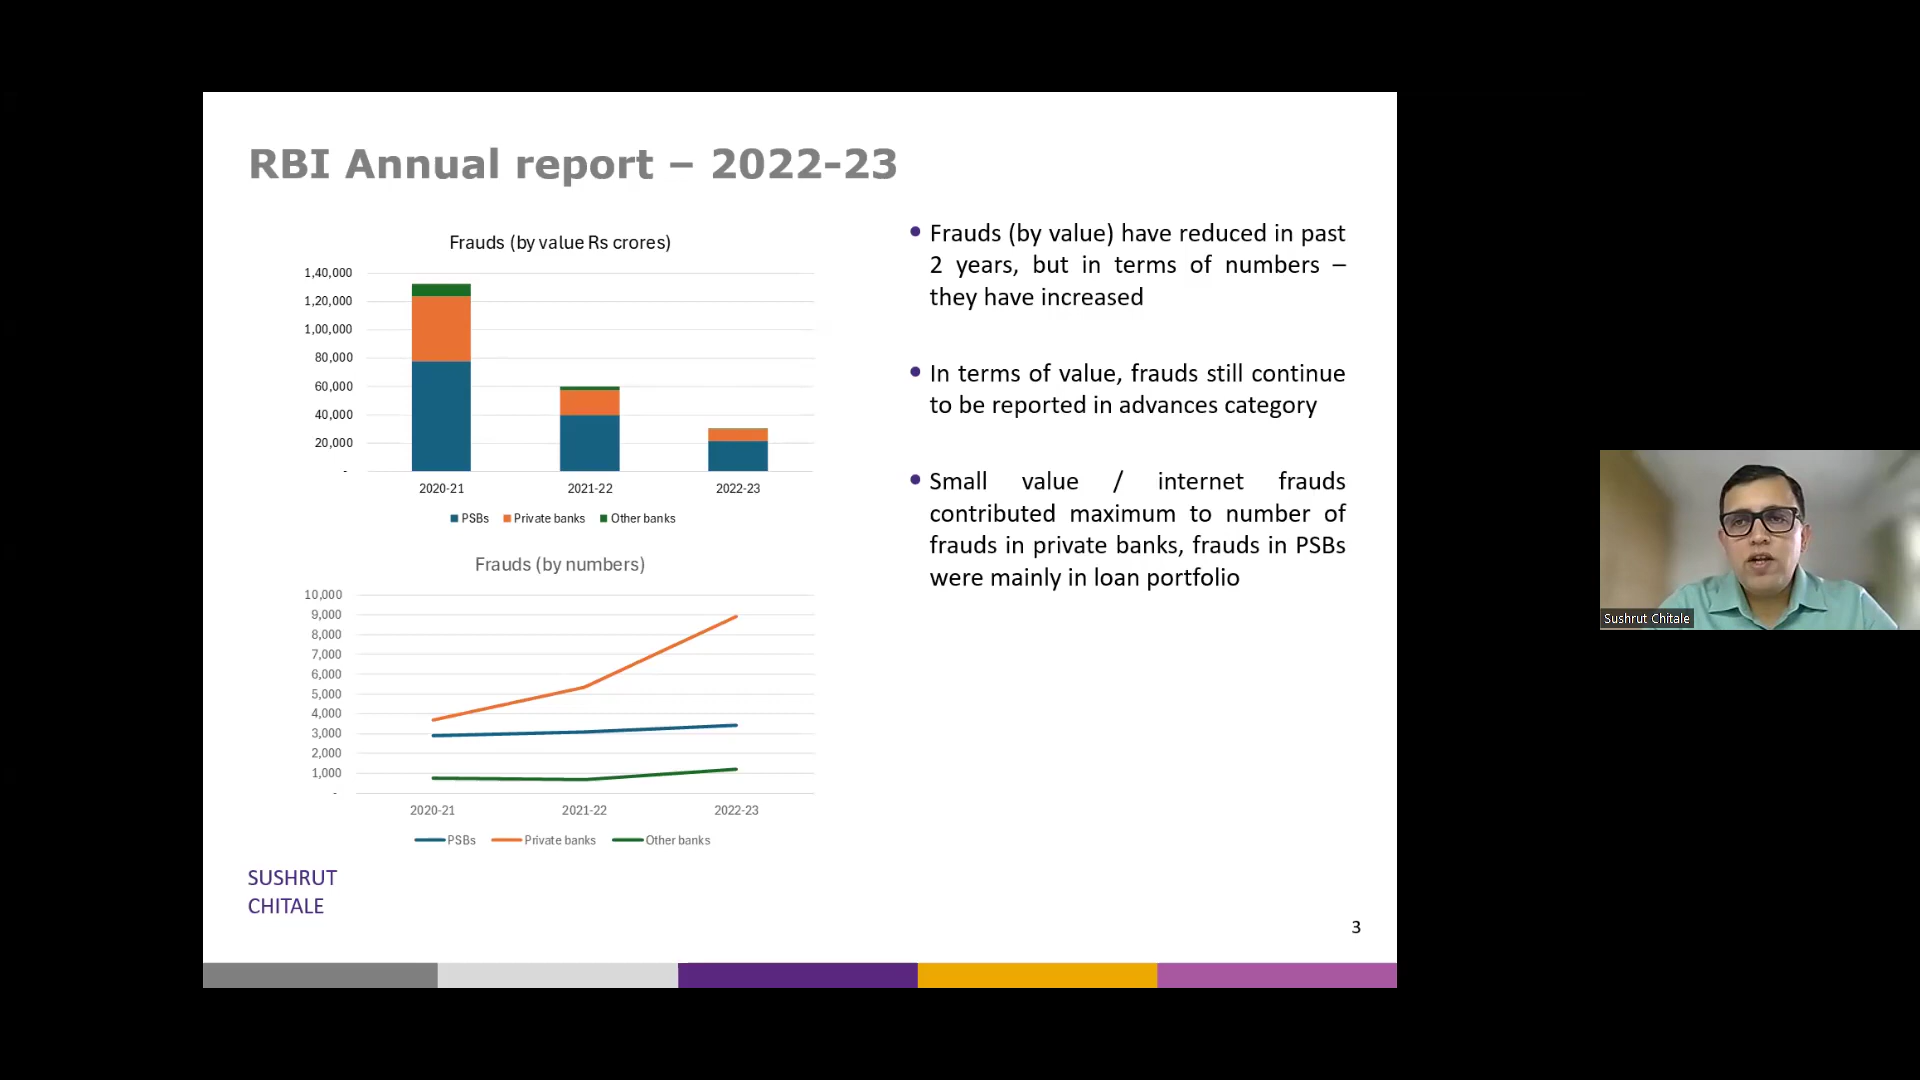 RBI Annual report – 2022-23
Frauds (by value Rs crores)
1,40,000
1,20,000
1,00,000
80,000
60,000
40,000
20,000
-
2020-21 2021-22 2022-23
PSBs Private banks Other banks
Frauds (by numbers)
10,000
9,000
8,000
7,000
6,000
5,000
4,000
3,000
2,000
1,000
-
2020-21 2021-22 2022-23
PSBs Private banks Other banks
• Frauds (by value) have reduced in past
2 years, but in terms of numbers –
they have increased
• In terms of value, frauds still continue
to be reported in advances category
• Small value / internet frauds
contributed maximum to number of
frauds in private banks, frauds in PSBs
were mainly in loan portfolio
SUSHRUT
CHITALE
3
Sushrut Chitale